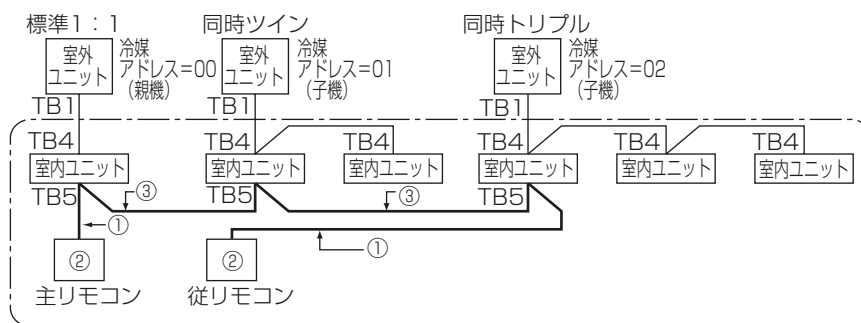 標準1：1
同時ツイン
同時トリプル
室外
ユニット
冷媒
アドレス=00
(親機)
室外
ユニット
冷媒
アドレス=01
(子機)
室外
ユニット
冷媒
アドレス=02
(子機)
TB1
TB1
TB1
TB4
TB4
TB4
TB4
TB4
TB4
室内ユニット
室内ユニット
室内ユニット
室内ユニット
室内ユニット
室内ユニット
TB5
③
TB5
③
TB5
①
①
②
②
主リモコン
従リモコン